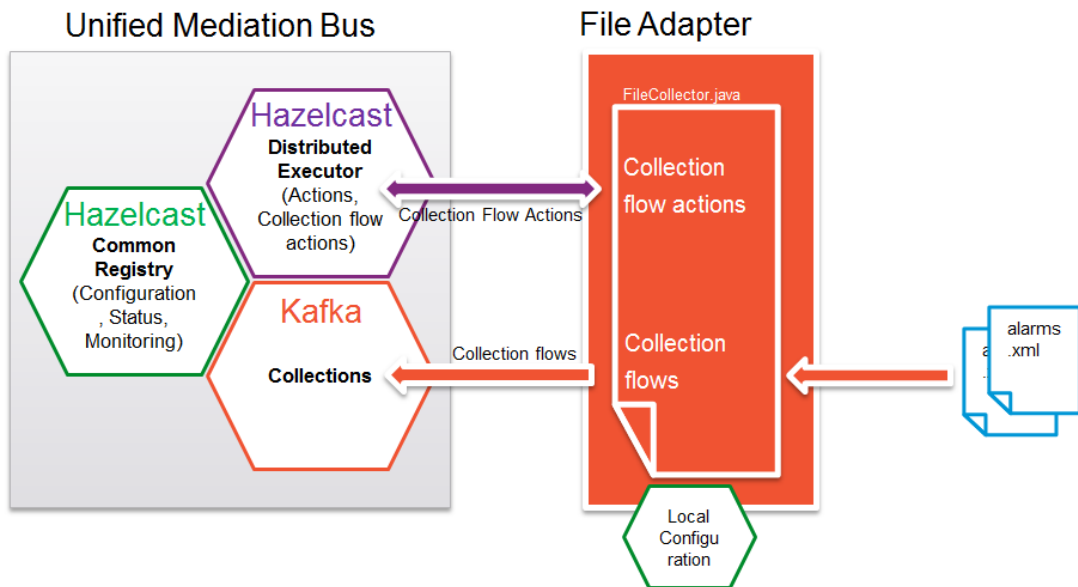 Unified Mediation Bus
File Adapter
Hazelcast
Distributed
Executor
(Actions,
Collection flow
actions)
Hazelcast
Common
Registry
(Configuration
, Status,
Monitoring)
Kafka
Collections
Collection Flow Actions
Collection flows
FileCollector.java
Collection
flow actions
Collection
flows
Local
Configu
ration
alarms
.xml